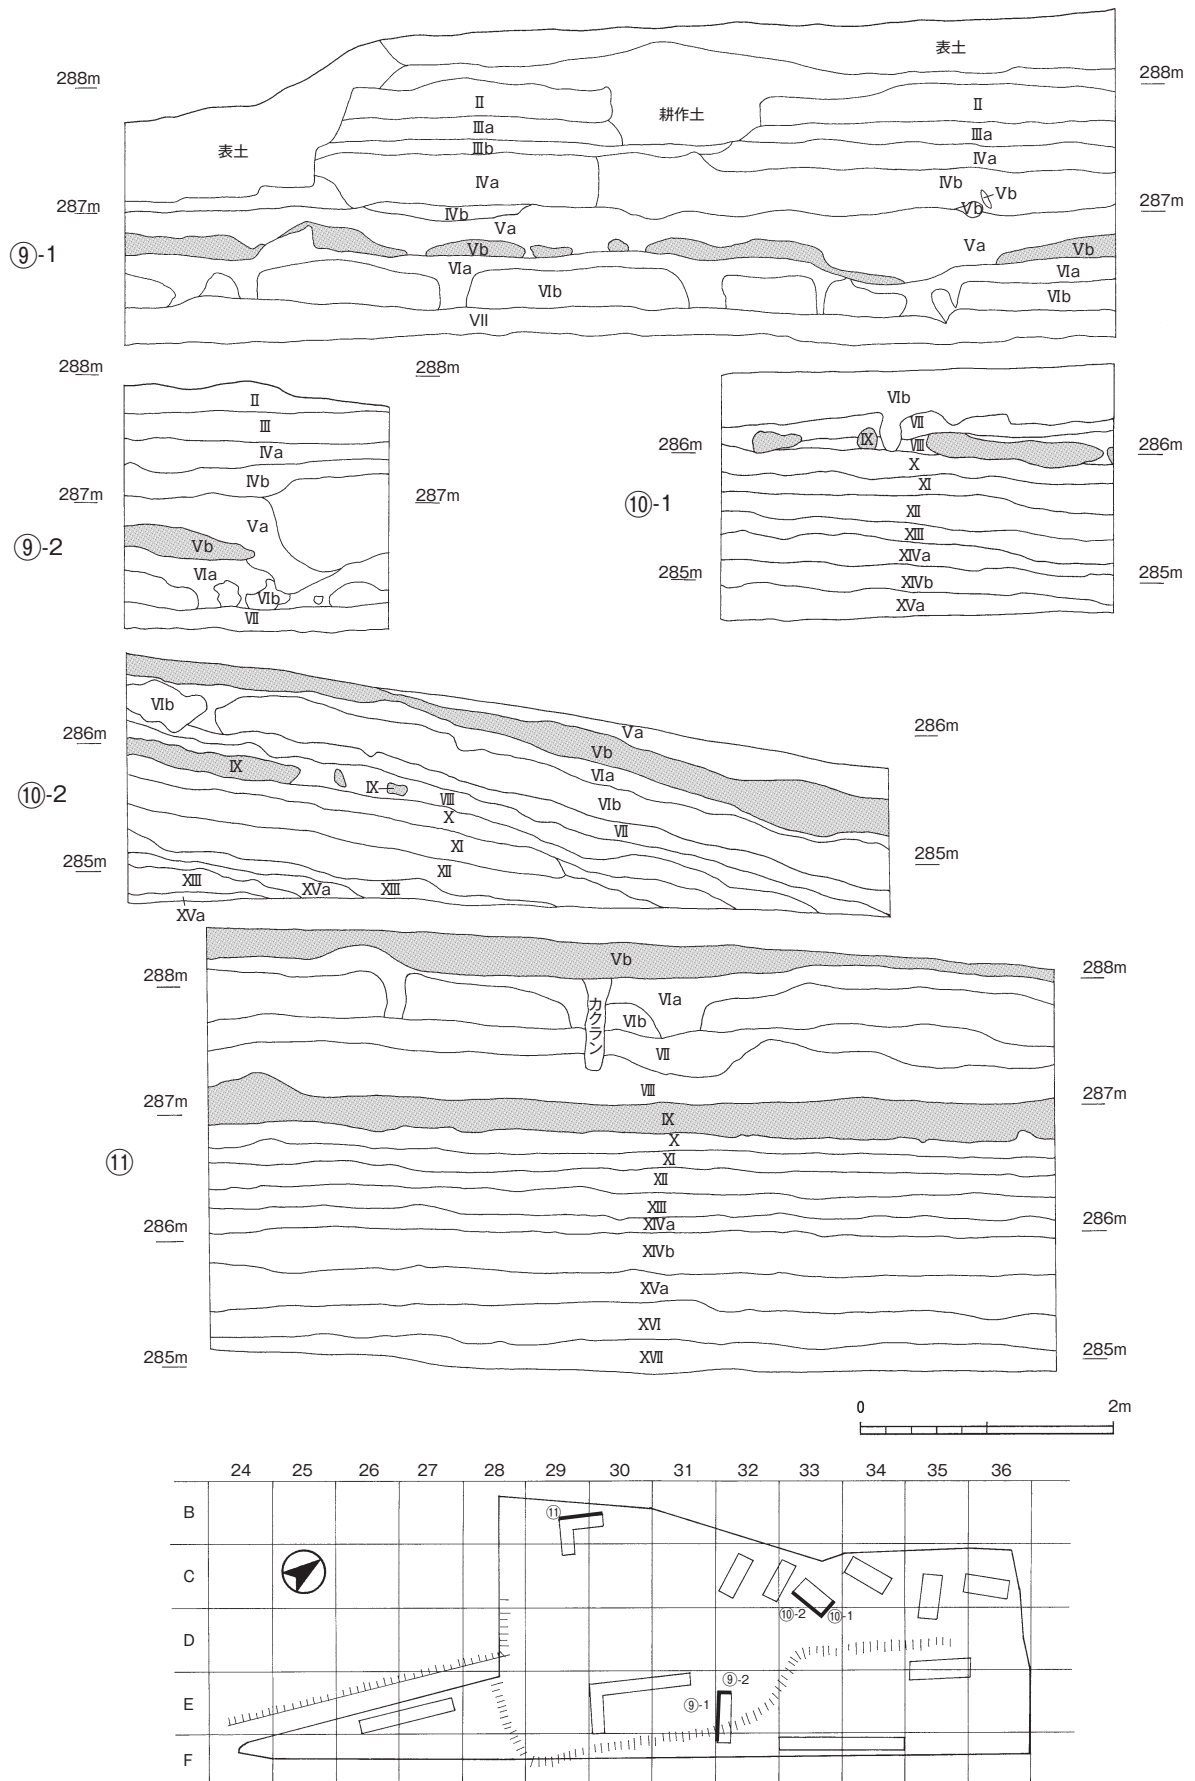 表土
288m
288m
Ⅱ
Ⅱ
耕作土
Ⅲa
Ⅲa
表土
Ⅲb
Ⅳa
Ⅳa
Ⅳb
Vb
287m
287m
Ⅳb
Vb
Va
⑨-1
Va
Vb
Vb
Ⅵa
Ⅵa
Ⅵb
Ⅵb
Ⅶ
288m
288m
Ⅱ
Ⅲ
Ⅳa
Ⅳb
287m
287m
Va
⑨-2
Vb
Ⅵa
Ⅵb
Ⅶ
Ⅵb
Ⅶ
286m
Ⅸ
Ⅷ
286m
Ⅹ
Ⅺ
⑩-1
Ⅻ
XⅢ
285m
XⅣa
285m
XⅣb
XVa
Ⅵb
286m
Va
286m
Vb
Ⅸ
Ⅵa
⑩-2
Ⅸ
Ⅷ
Ⅵb
Ⅹ
Ⅶ
Ⅺ
285m
285m
Ⅻ
XⅢ
XVa
XⅢ
XVa
Vb
288m
288m
カクラン
Ⅵa
Ⅵb
Ⅶ
Ⅷ
287m
287m
Ⅸ
Ⅹ
⑪
Ⅺ
Ⅻ
XⅢ
286m
XⅣa
286m
XⅣb
XVa
XⅥ
285m
XⅦ
285m
0 2m
24 25 26 27 28 29 30 31 32 33 34 35 36
B
⑪
C
⑩-2 ⑩-1
D
⑨-2
E
⑨-1
F